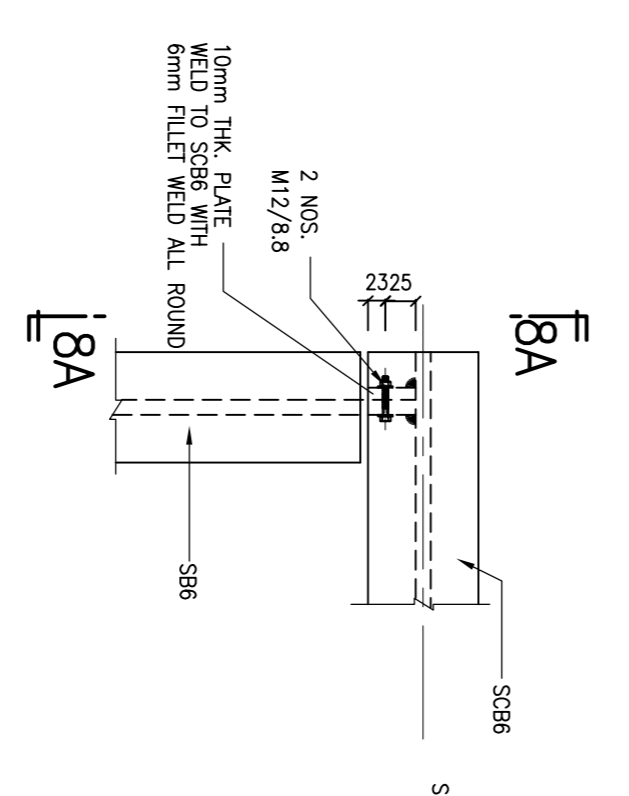 10mm THK. PLATE
WELD TO SCB6 WITH
6mm FILLET WELD ALL ROUND
2 NOS.
M12/8.8
2325
8A
8A
SB6
SCB6
S